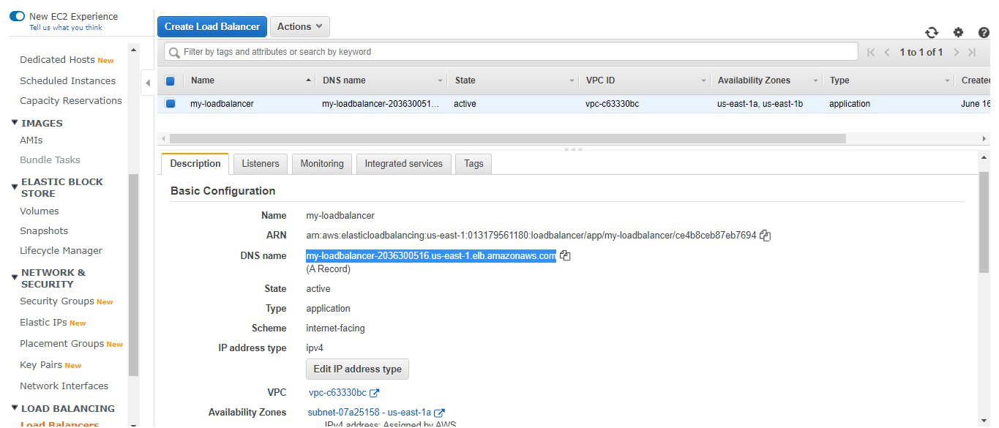 New EC2 Experience
Tell us what you think
Dedicated Hosts New
Scheduled Instances
Capacity Reservations
IMAGES
AMIs
Bundle Tasks
ELASTIC BLOCK
STORE
Volumes
Snapshots
Lifecycle Manager
NETWORK &
SECURITY
Security Groups New
Elastic IPs New
Placement Groups New
Key Pairs New
Network Interfaces
LOAD BALANCING
Load Balancers
Create Load Balancer Actions
Filter by tags and attributes or search by keyword
1 to 1 of 1
Name DNS name State VPC ID Availability Zones Type Created
my-loadbalancer my-loadbalancer-203630051... active vpc-c63330bc us-east-1a, us-east-1b application June 16
Description Listeners Monitoring Integrated services Tags
Basic Configuration
Name my-loadbalancer
ARN arn:aws:elasticloadbalancing:us-east-1:013179561180:loadbalancer/app/my-loadbalancer/ce4b8ceb87eb7694
DNS name my-loadbalancer-2036300516.us-east-1.elb.amazonaws.com
(A Record)
State active
Type application
Scheme internet-facing
IP address type ipv4
Edit IP address type
VPC vpc-c63330bc
Availability Zones subnet-07a25158 - us-east-1a
IPv4 address: Assigned by AWS